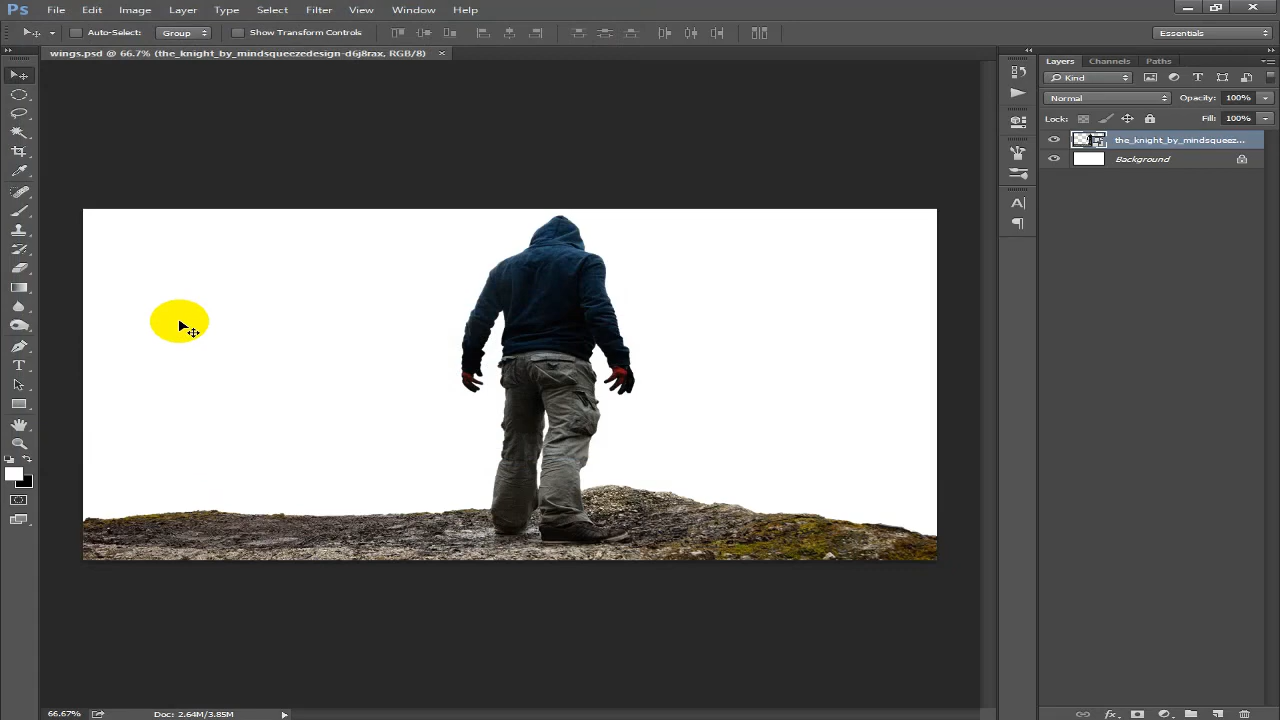 Ps File Edit Image Layer Type Select Filter View Window Help
Auto-Select: Group Show Transform Controls Essentials
wings.psd @ 66.7% (the_knight_by_mindsqueezedesign-d6j8rax, RGB/8) ×
Layers Channels Paths
Kind
Normal Opacity: 100%
Lock: Fill: 100%
the_knight_by_mindsqueez...
Background
66.67% Doc: 2.64M/3.85M